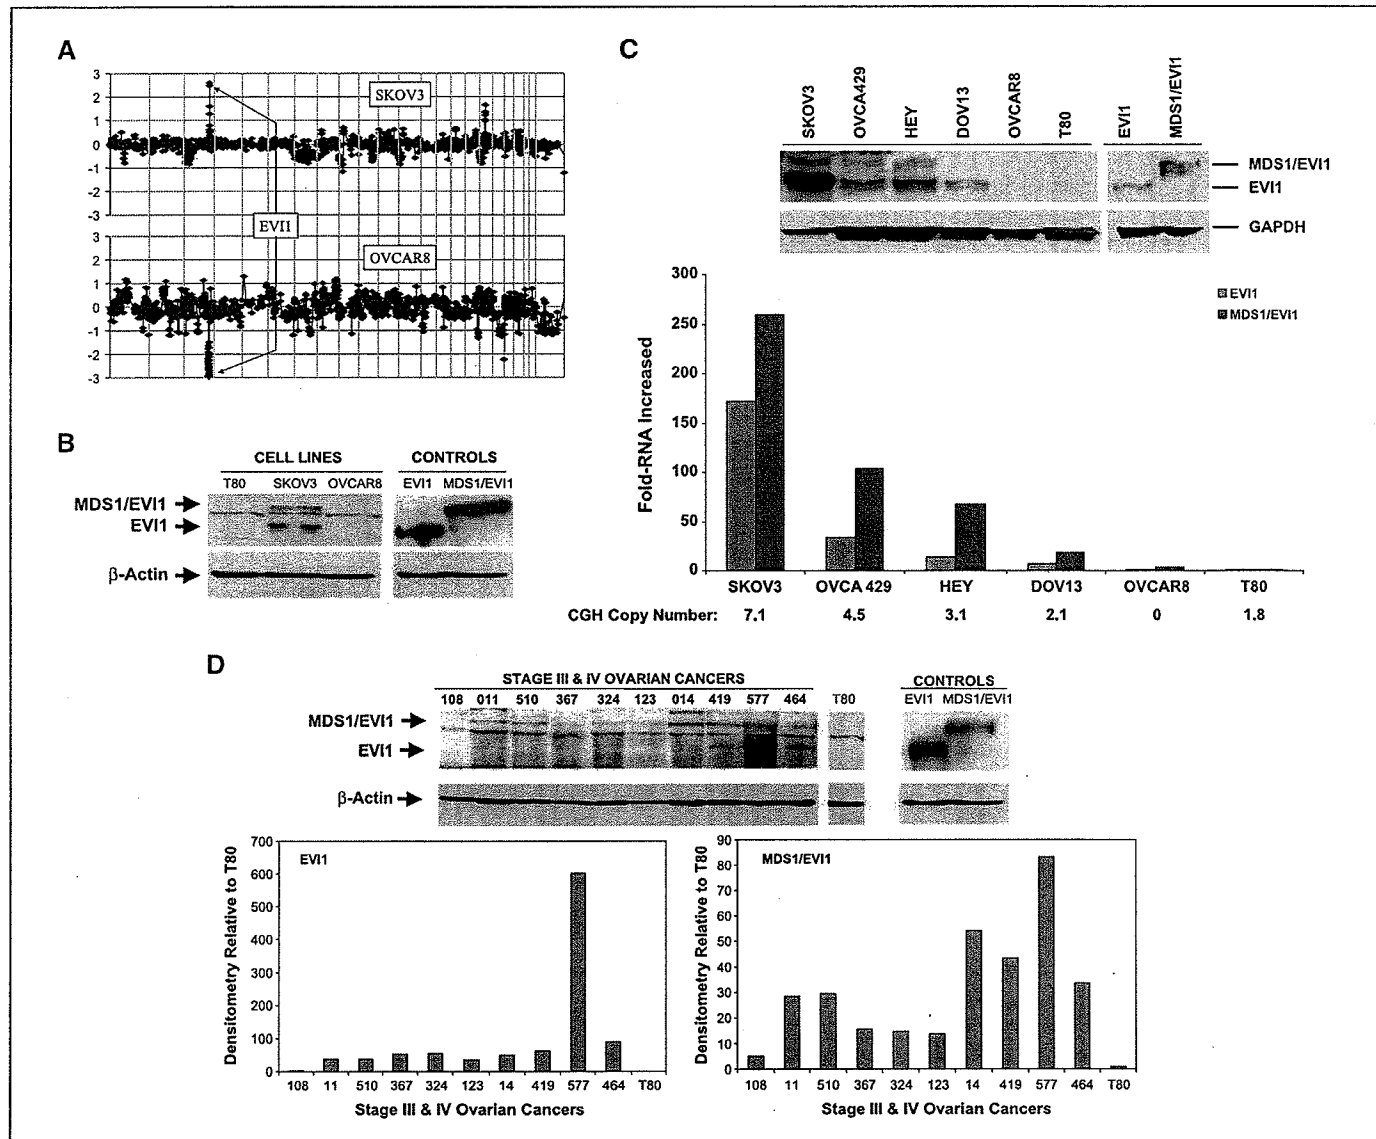 A
3
2
1
0
-1
-2
-3
SKOV3
EVI1
3
2
1
0
-1
-2
-3
OVCAR8
B
CELL LINES CONTROLS
T80 SKOV3 OVCAR8 EVI1 MDS1/EVI1
MDS1/EVI1
EVI1
β-Actin
C
SKOV3
OVCA429
HEY
DOV13
OVCAR8
T80
EVI1
MDS1/EVI1
MDS1/EVI1
EVI1
GAPDH
Fold-RNA Increased
300
250
200
150
100
50
0
EVI1
MDS1/EVI1
SKOV3 OVCA 429 HEY DOV13 OVCAR8 T80
CGH Copy Number: 7.1 4.5 3.1 2.1 0 1.8
D
STAGE III & IV OVARIAN CANCERS CONTROLS
108 011 510 367 324 123 014 419 577 464 T80 EVI1 MDS1/EVI1
MDS1/EVI1
EVI1
β-Actin
Densitometry Relative to T80
700
600
500
400
300
200
100
0
EVI1
108 11 510 367 324 123 14 419 577 464 T80
Stage III & IV Ovarian Cancers
Densitometry Relative to T80
90
80
70
60
50
40
30
20
10
0
MDS1/EVI1
108 11 510 367 324 123 14 419 577 464 T80
Stage III & IV Ovarian Cancers